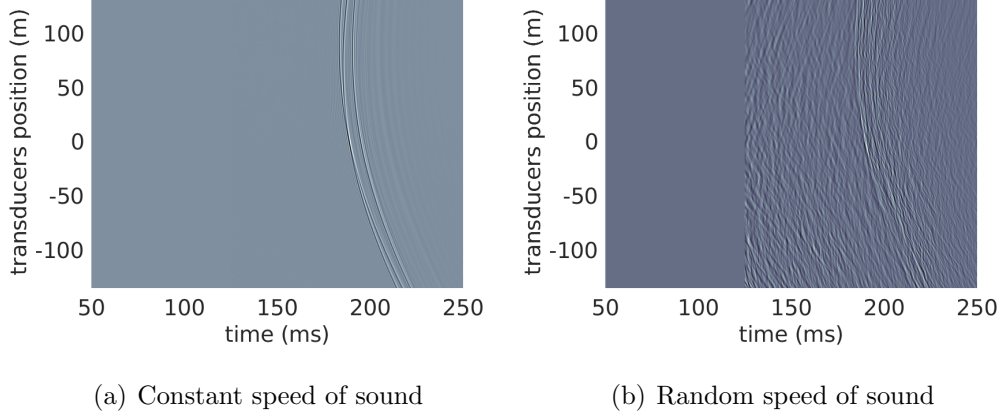 transducers position (m)
100
50
0
-50
-100
50 100 150 200 250
time (ms)
(a) Constant speed of sound
transducers position (m)
100
50
0
-50
-100
50 100 150 200 250
time (ms)
(b) Random speed of sound